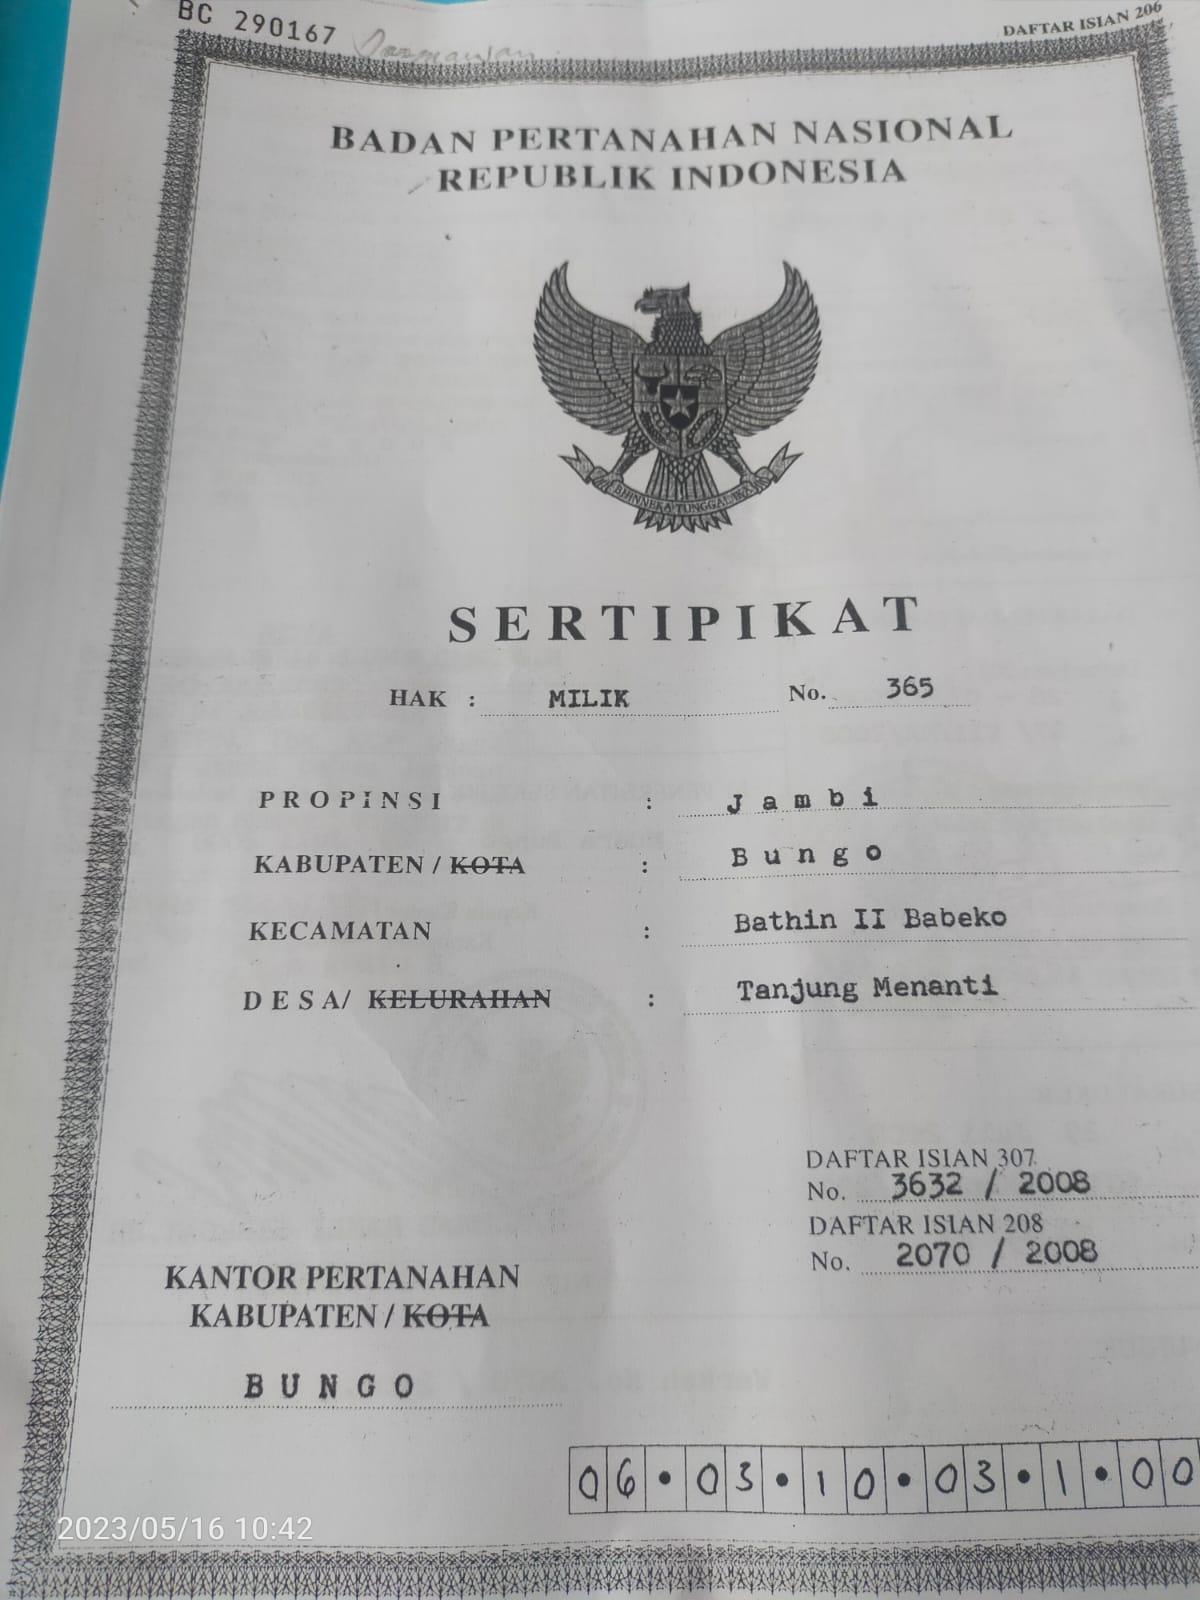 BC 290167
Darmawan
DAFTAR ISIAN 206
BADAN PERTANAHAN NASIONAL
REPUBLIK INDONESIA
BHINNEKA TUNGGAL IKA
SERTIPIKAT
HAK : MILIK No. 365
PROPINSI : Jambi
KABUPATEN / KOTA : Bungo
KECAMATAN : Bathin II Babeko
DESA/ KELURAHAN : Tanjung Menanti
DAFTAR ISIAN 307
No. 3632 / 2008
DAFTAR ISIAN 208
No. 2070 / 2008
KANTOR PERTANAHAN
KABUPATEN / KOTA
BUNGO
06.03.10.03.1.00
2023/05/16 10:42